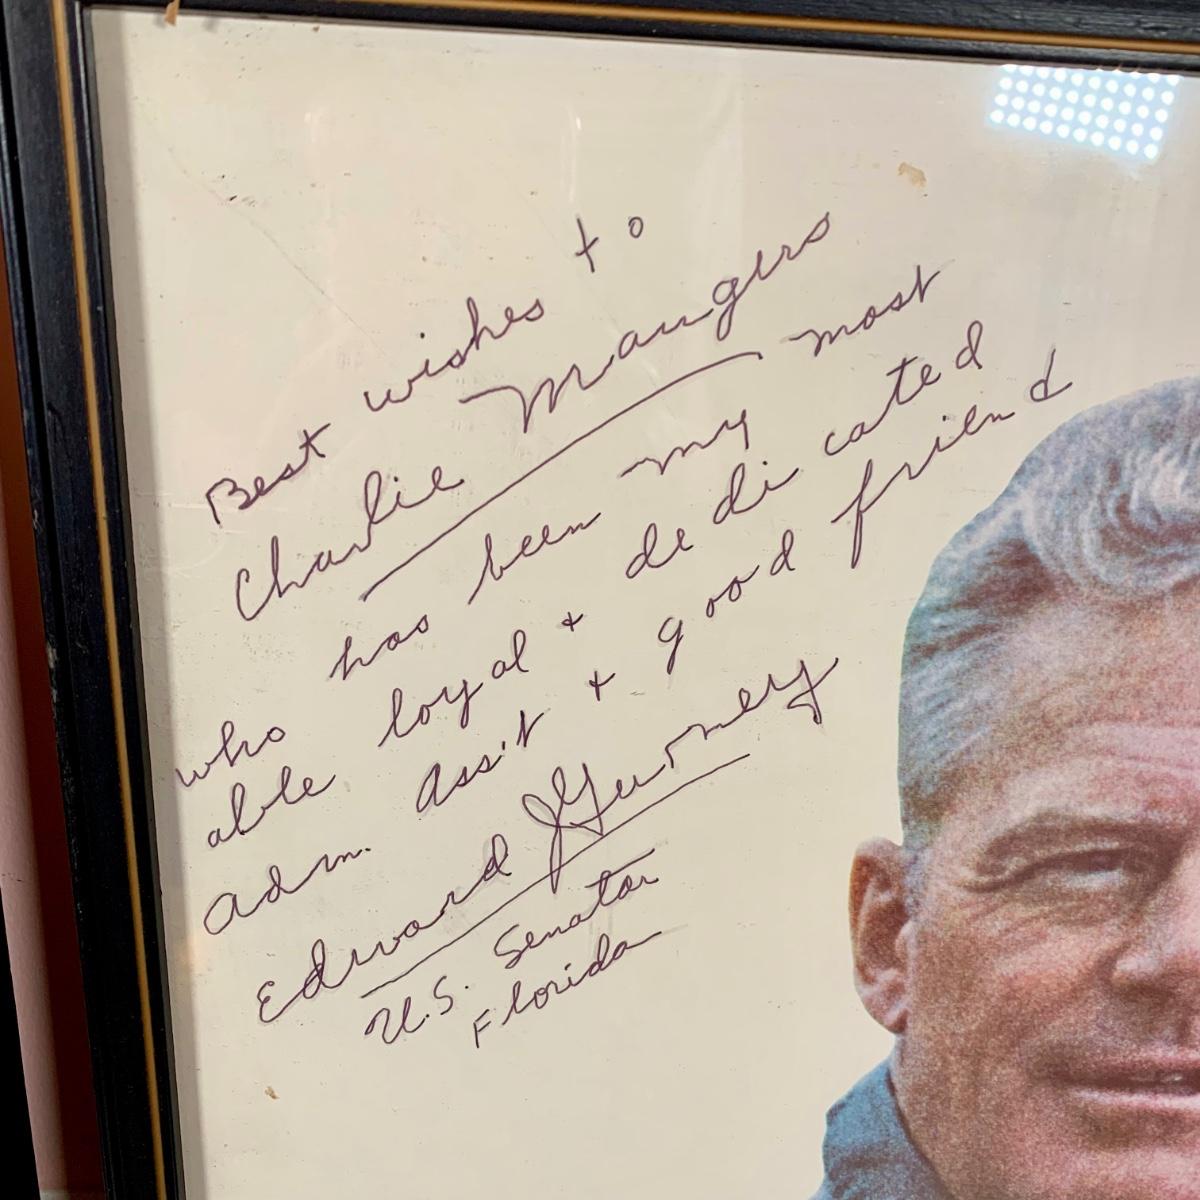 Best wishes to
Charlie Maugers
who has been my most
able loyal + dedicated
adm. Ass't + good friend
Edward J Gurney
U.S. Senator
Florida